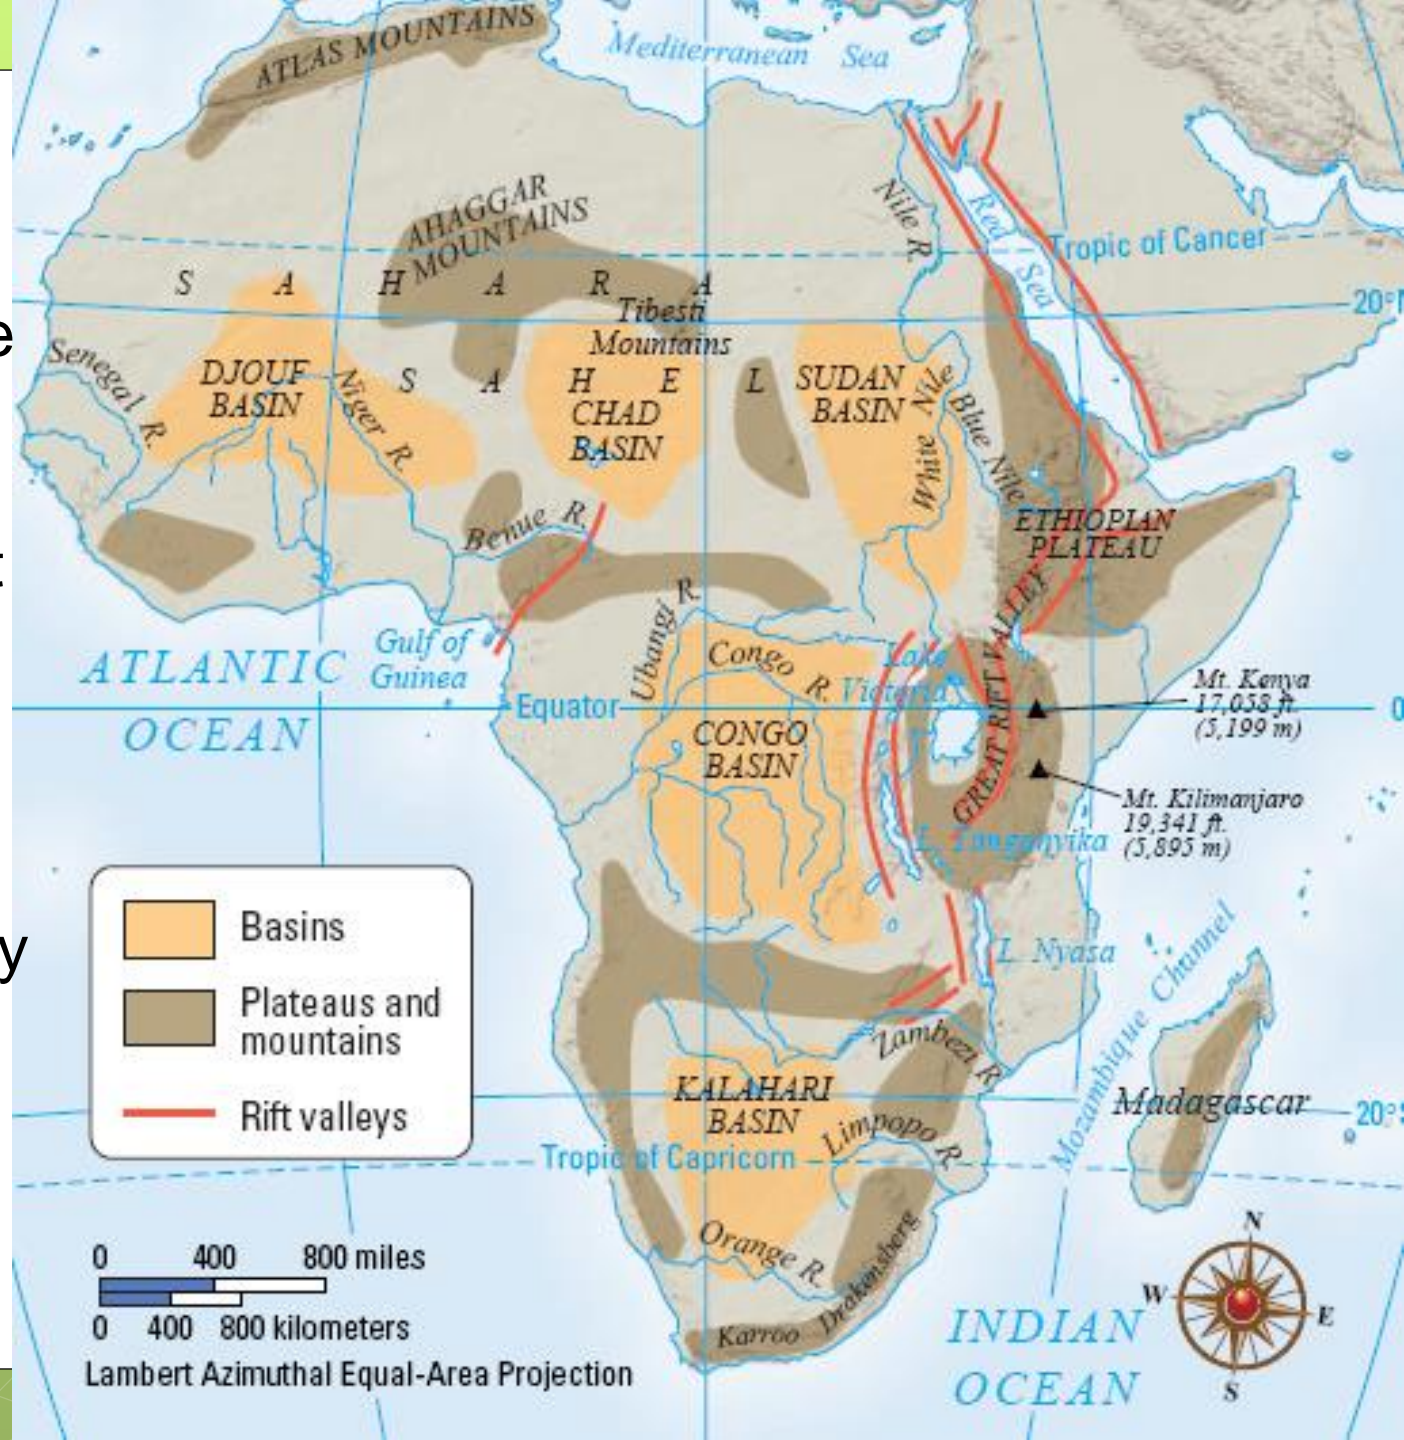 ATLAS MOUNTAINS
Mediterranean Sea
AHAGGAR
MOUNTAINS
Nile R.
Red Sea
Tropic of Cancer
S A H A R A
Tibesti
Mountains
20°N
e
Senegal R.
DJOUF
BASIN
Niger R.
S A H E L
CHAD
BASIN
SUDAN
BASIN
White Nile
Blue Nile
Benue R.
ETHIOPIAN
PLATEAU
t
Gulf of
Guinea
ATLANTIC
OCEAN
Ubangi R.
Congo R.
Lake
Victoria
GREAT RIFT VALLEY
Mt. Kenya
17,058 ft.
(5,199 m)
Equator
0
CONGO
BASIN
Mt. Kilimanjaro
19,341 ft.
(5,895 m)
L. Tanganyika
Basins
Plateaus and
mountains
Rift valleys
y
L. Nyasa
Mozambique Channel
Zambezi R.
KALAHARI
BASIN
Madagascar
20°S
Limpopo R.
Tropic of Capricorn
Orange R.
Drakensberg
Karroo
0 400 800 miles
0 400 800 kilometers
Lambert Azimuthal Equal-Area Projection
INDIAN
OCEAN
N
W
E
S